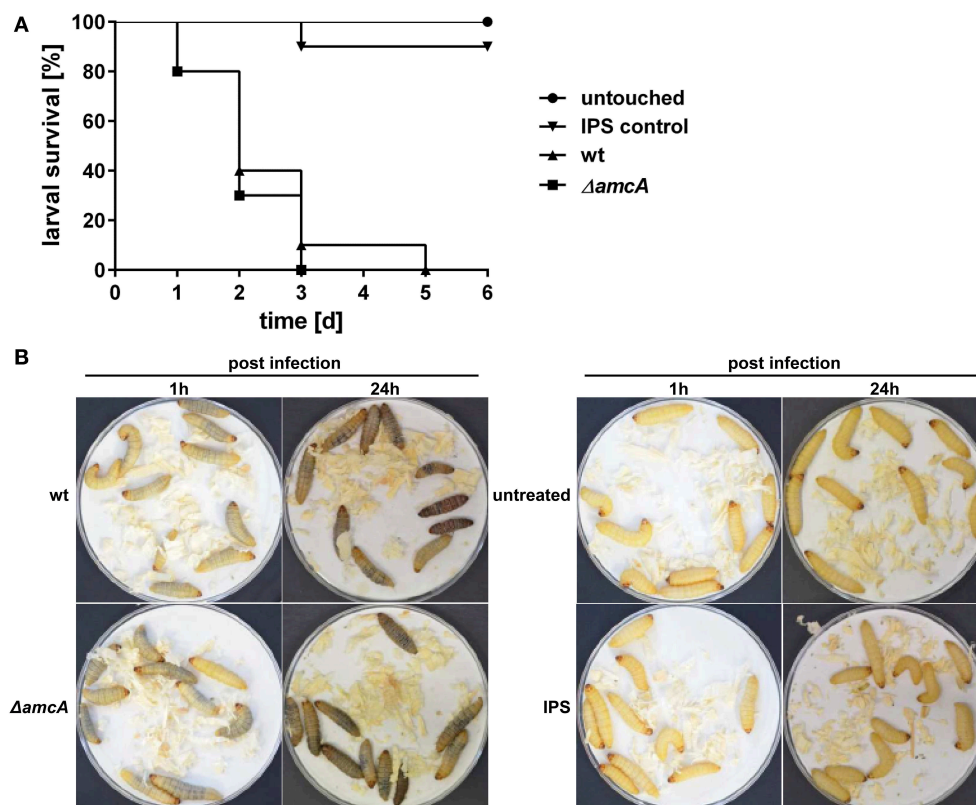 A
larval survival [%]
100
80
60
40
20
0
0 1 2 3 4 5 6
time [d]
untouched
IPS control
wt
ΔamcA
B
post infection
1h 24h
wt
ΔamcA
post infection
1h 24h
untreated
IPS